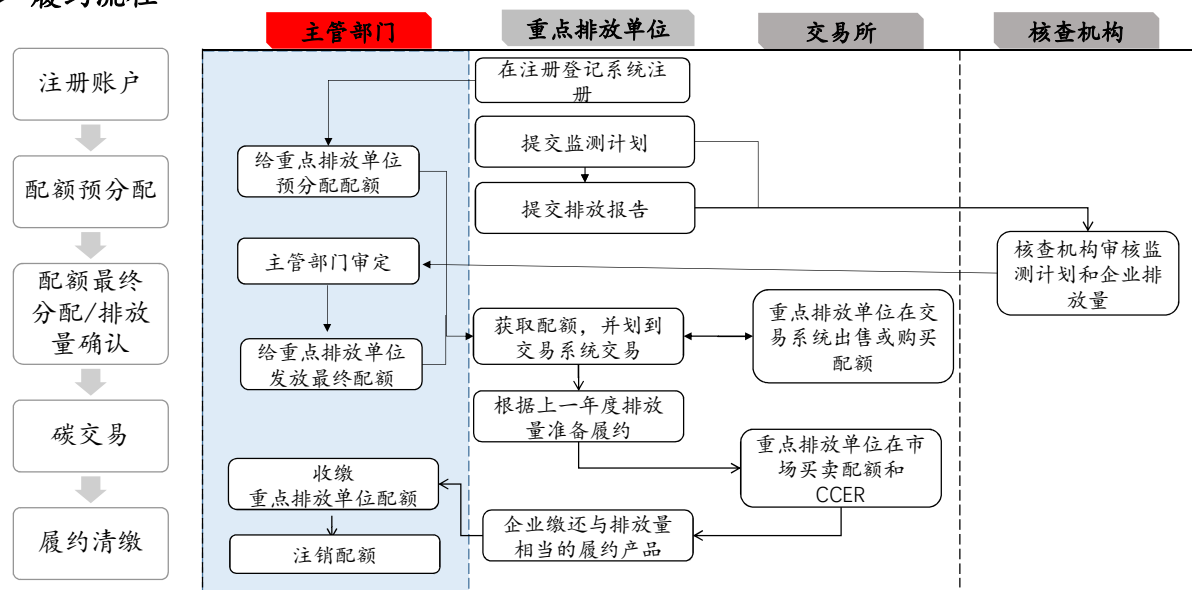 履约流程
主管部门
重点排放单位
交易所
核查机构
注册账户
配额预分配
配额最终
分配/排放
量确认
碳交易
履约清缴
在注册登记系统注
册
提交监测计划
给重点排放单位
预分配配额
提交排放报告
主管部门审定
核查机构审核监
测计划和企业排
放量
获取配额，并划到
交易系统交易
重点排放单位在交
易系统出售或购买
配额
给重点排放单位
发放最终配额
根据上一年度排放
量准备履约
重点排放单位在市
场买卖配额和
CCER
收缴
重点排放单位配额
企业缴还与排放量
相当的履约产品
注销配额